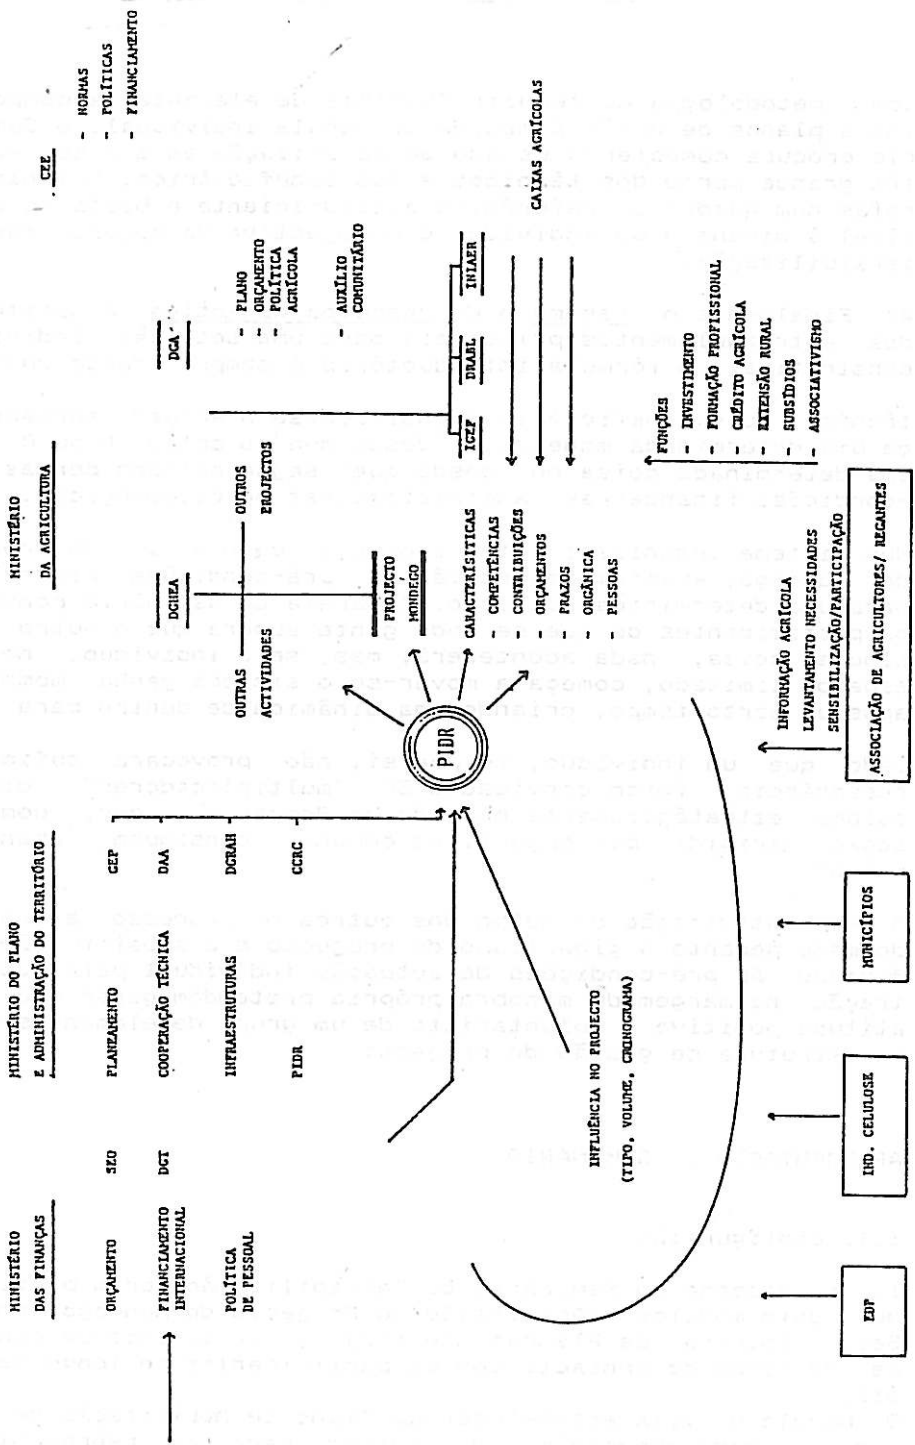 MINISTÉRIO
DAS FINANÇAS
ORÇAMENTO SEO
FINANCIAMENTO DGT
INTERNACIONAL
POLÍTICA
DE PESSOAL
MINISTÉRIO DO PLANO
E ADMINISTRAÇÃO DO TERRITÓRIO
PLANEAMENTO CEP
COOPERAÇÃO TÉCNICA DAA
INFRAESTRUTURAS DGRAH
PIDR CCRC
MINISTÉRIO
DA AGRICULTURA
DGHEA
OUTRAS
ACTIVIDADES
OUTROS
PROJECTOS
DGA
- PLANO
- ORÇAMENTO
- POLÍTICA
AGRÍCOLA
- AUXÍLIO
COMUNITÁRIO
CEE
NORMAS
POLÍTICAS
FINANCIAMENTO
PROJECTO
MONDEGO
IGEF
DRABL
INIAER
CAIXAS AGRÍCOLAS
PIDR
CARACTERÍSITICAS
- COMPETÊNCIAS
- CONTRIBUIÇÕES
- ORÇAMENTOS
- PRAZOS
- ORGÂNICA
- PESSOAS
FUNÇÕES
- INVESTIMENTO
- FORMAÇÃO PROFISSIONAL
- CRÉDITO AGRÍCOLA
- EXTENSÃO RURAL
- SUBSÍDIOS
- ASSOCIATIVISMO
INFLUÊNCIA NO PROJECTO
(TIPO, VOLUME, CRONOGRAMA)
INFORMAÇÃO AGRÍCOLA
LEVANTAMENTO NECESSIDADES
SENSIBILIZAÇÃO/PARTICIPAÇÃO
EDP
IND. CELULOSE
MUNICÍPIOS
ASSOCIAÇÃO DE AGRICULTORES/ REGANTES